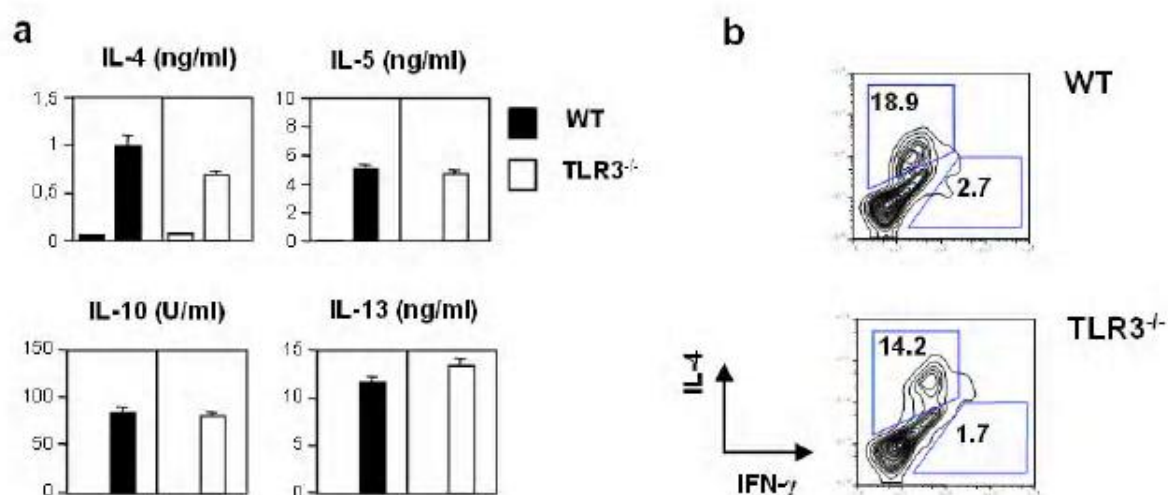 a
IL-4 (ng/ml)
1,5
1
0,5
0
IL-5 (ng/ml)
10
8
6
4
2
0
WT
TLR3-/-
IL-10 (U/ml)
150
100
50
0
IL-13 (ng/ml)
15
10
5
0
b
18.9
2.7
WT
14.2
1.7
TLR3-/-
IL-4
IFN-γ